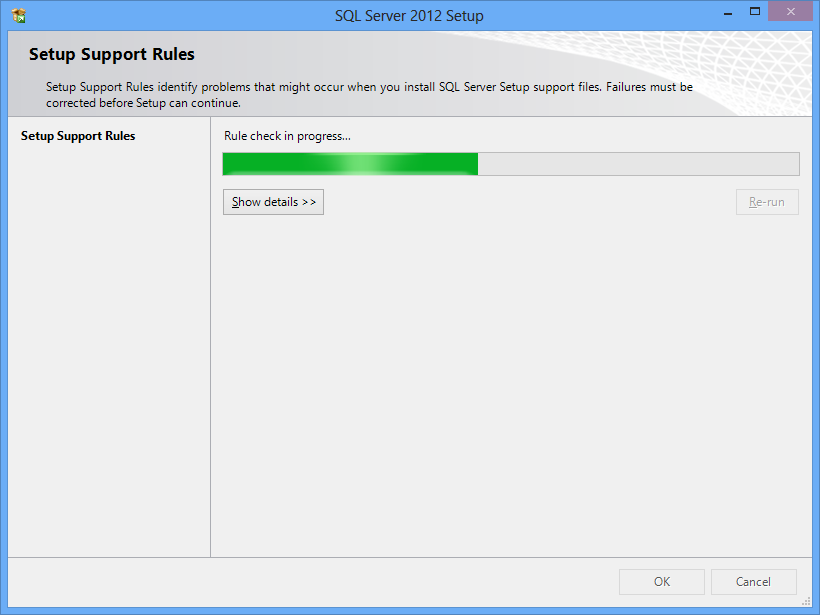 SQL Server 2012 Setup
Setup Support Rules
Setup Support Rules identify problems that might occur when you install SQL Server Setup support files. Failures must be
corrected before Setup can continue.
Setup Support Rules
Rule check in progress...
Show details >>
Re-run
OK
Cancel